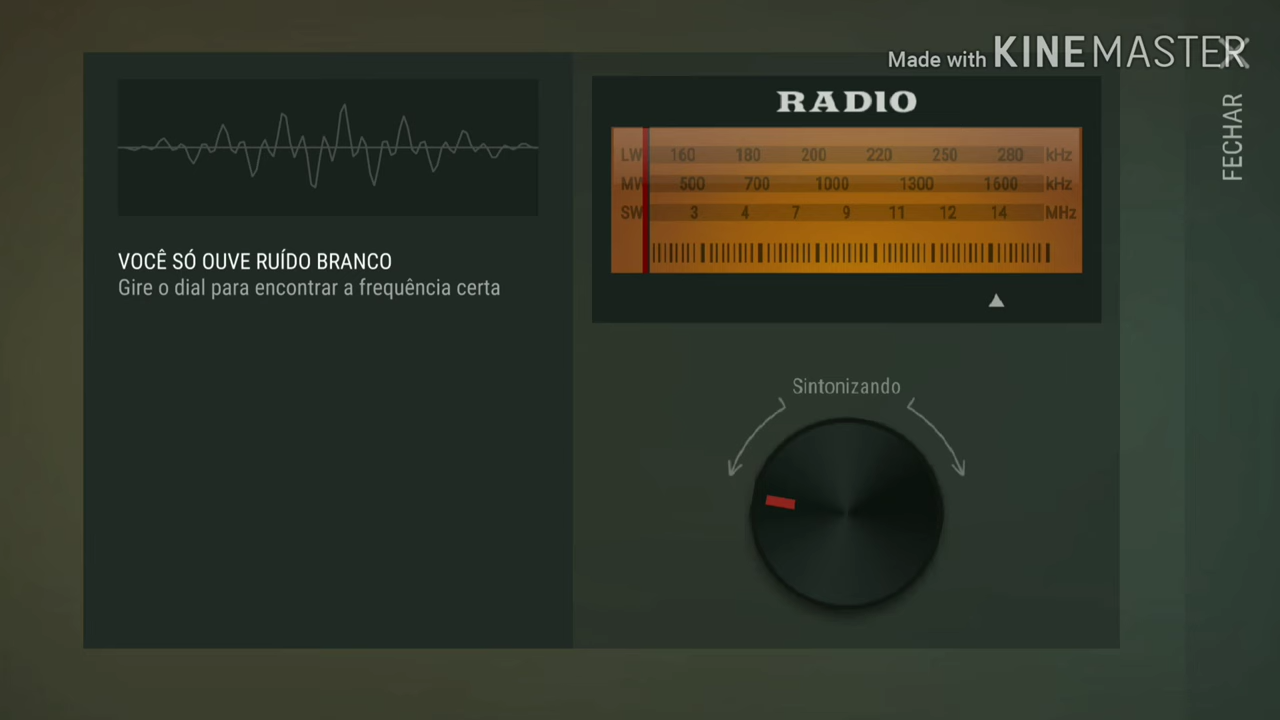 Made with KINEMASTER
FECHAR
VOCÊ SÓ OUVE RUÍDO BRANCO
Gire o dial para encontrar a frequência certa
RADIO
LW 160 180 200 220 250 280 kHz
MW 500 700 1000 1300 1600 kHz
SW 3 4 7 9 11 12 14 MHz
Sintonizando